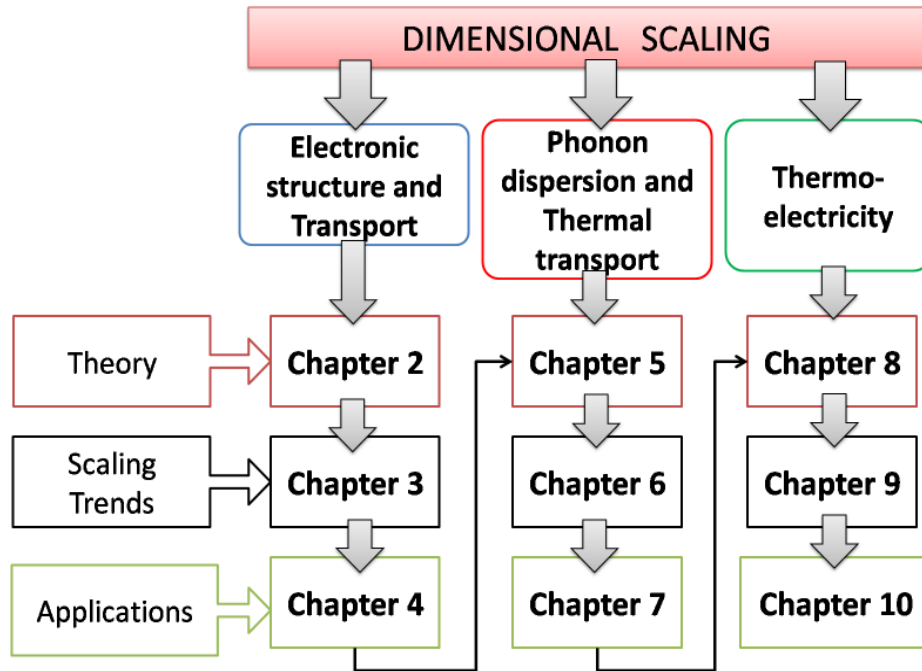 DIMENSIONAL SCALING
Electronic
structure and
Transport
Phonon
dispersion and
Thermal
transport
Thermo-
electricity
Theory
Chapter 2
Chapter 5
Chapter 8
Scaling
Trends
Chapter 3
Chapter 6
Chapter 9
Applications
Chapter 4
Chapter 7
Chapter 10